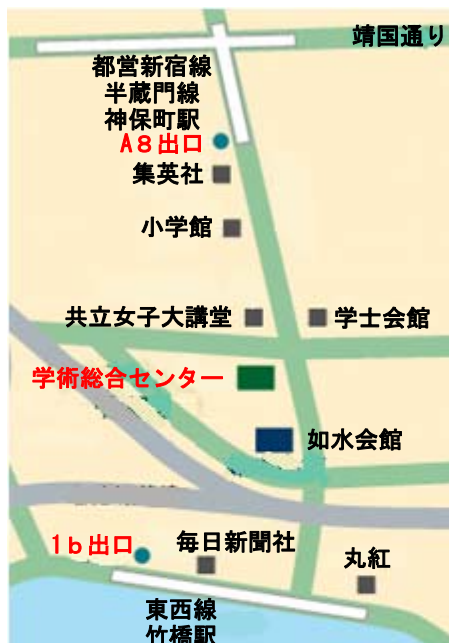 靖国通り
都営新宿線
半蔵門線
神保町駅
A8出口
集英社
小学館
共立女子大講堂
学士会館
学術総合センター
如水会館
1b出口
毎日新聞社
丸紅
東西線
竹橋駅